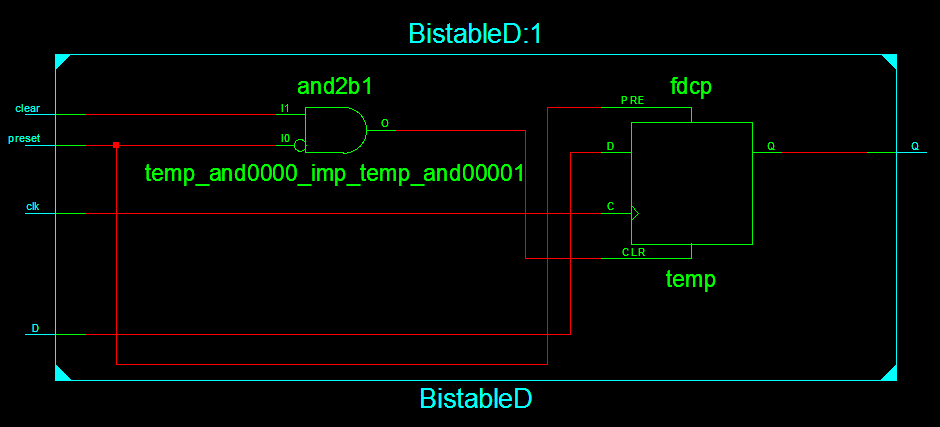 BistableD:1
and2b1
fdcp
clear
I1
PRE
O
preset
I0
D
Q
Q
temp_and0000_imp_temp_and00001
clk
C
CLR
temp
D
BistableD